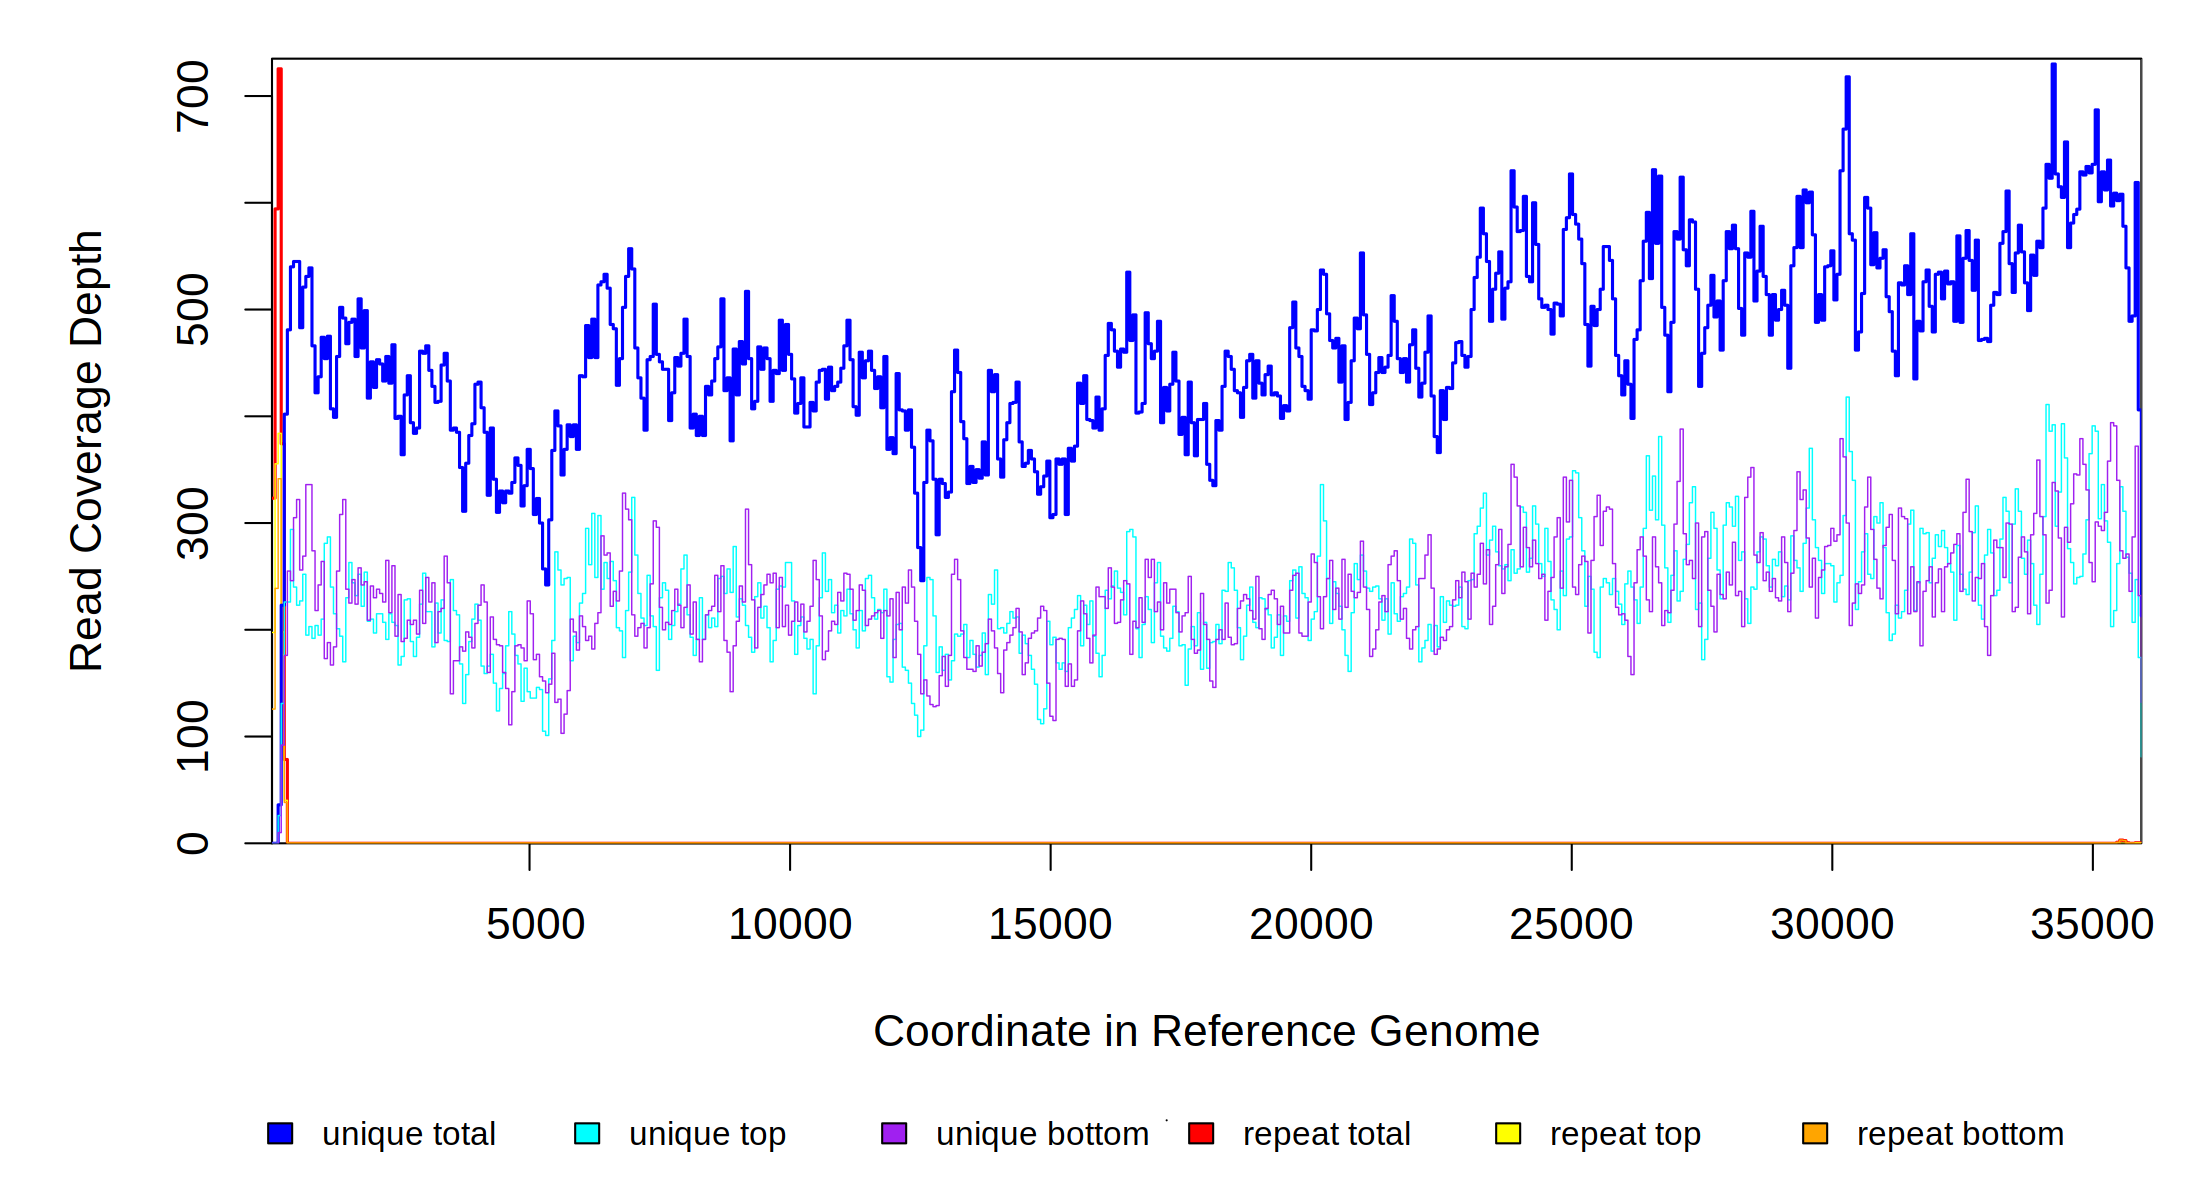 700
500
300
100
0
Read Coverage Depth
5000 10000 15000 20000 25000 30000 35000
Coordinate in Reference Genome
unique total unique top unique bottom repeat total repeat top repeat bottom